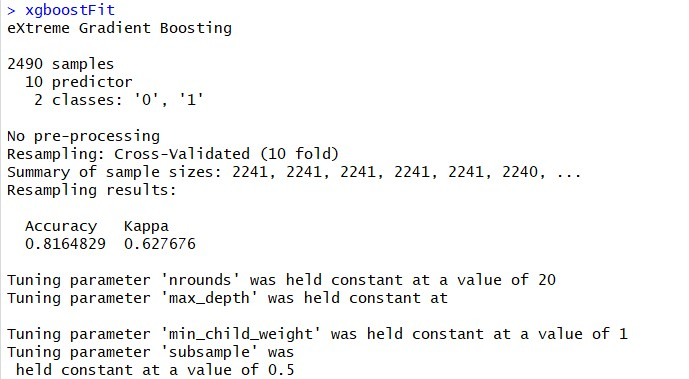 > xgboostFit
eXtreme Gradient Boosting
2490 samples
10 predictor
2 classes: '0', '1'
No pre-processing
Resampling: Cross-Validated (10 fold)
Summary of sample sizes: 2241, 2241, 2241, 2241, 2241, 2240, ...
Resampling results:
Accuracy Kappa
0.8164829 0.627676
Tuning parameter 'nrounds' was held constant at a value of 20
Tuning parameter 'max_depth' was held constant at
Tuning parameter 'min_child_weight' was held constant at a value of 1
Tuning parameter 'subsample' was
held constant at a value of 0.5